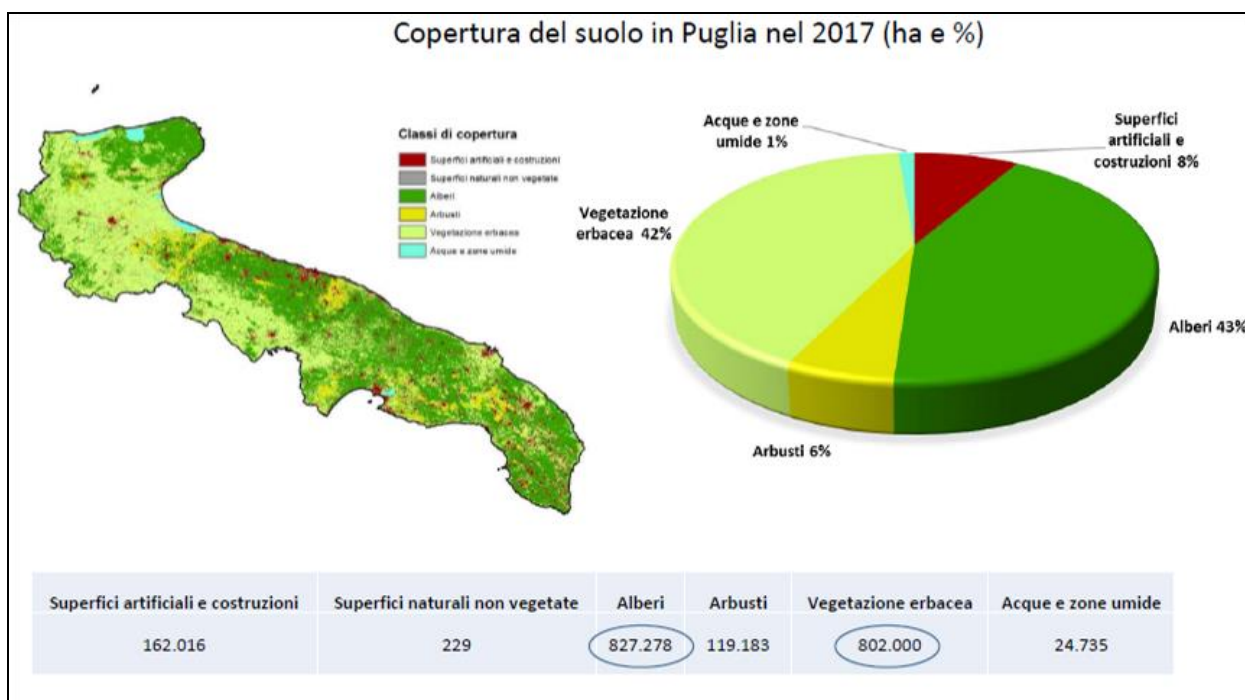 Copertura del suolo in Puglia nel 2017 (ha e %)
Classi di copertura
Superfici artificiali e costruzioni
Superfici naturali non vegetate
Alberi
Arbusti
Vegetazione erbacea
Acque e zone umide
Acque e zone
umide 1%
Superfici
artificiali e
costruzioni 8%
Vegetazione
erbacea 42%
Alberi 43%
Arbusti 6%
Superfici artificiali e costruzioni Superfici naturali non vegetate Alberi Arbusti Vegetazione erbacea Acque e zone umide
162.016 229 827.278 119.183 802.000 24.735